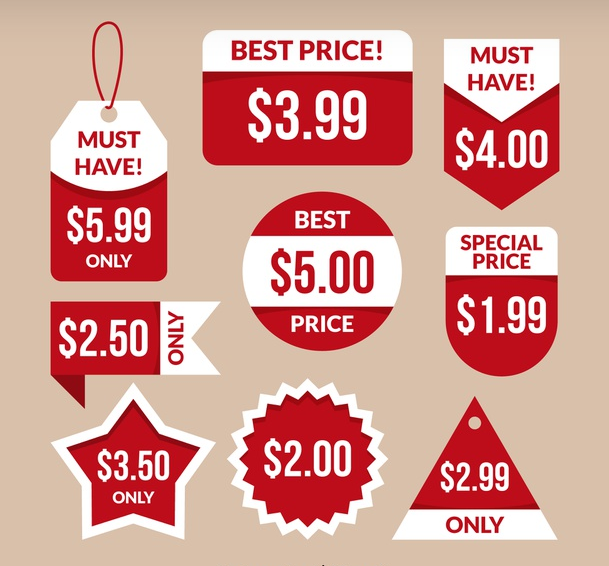 MUST
HAVE!
$5.99
ONLY
BEST PRICE!
$3.99
MUST
HAVE!
$4.00
BEST
$5.00
PRICE
SPECIAL
PRICE
$1.99
$2.50
ONLY
$3.50
ONLY
$2.00
$2.99
ONLY